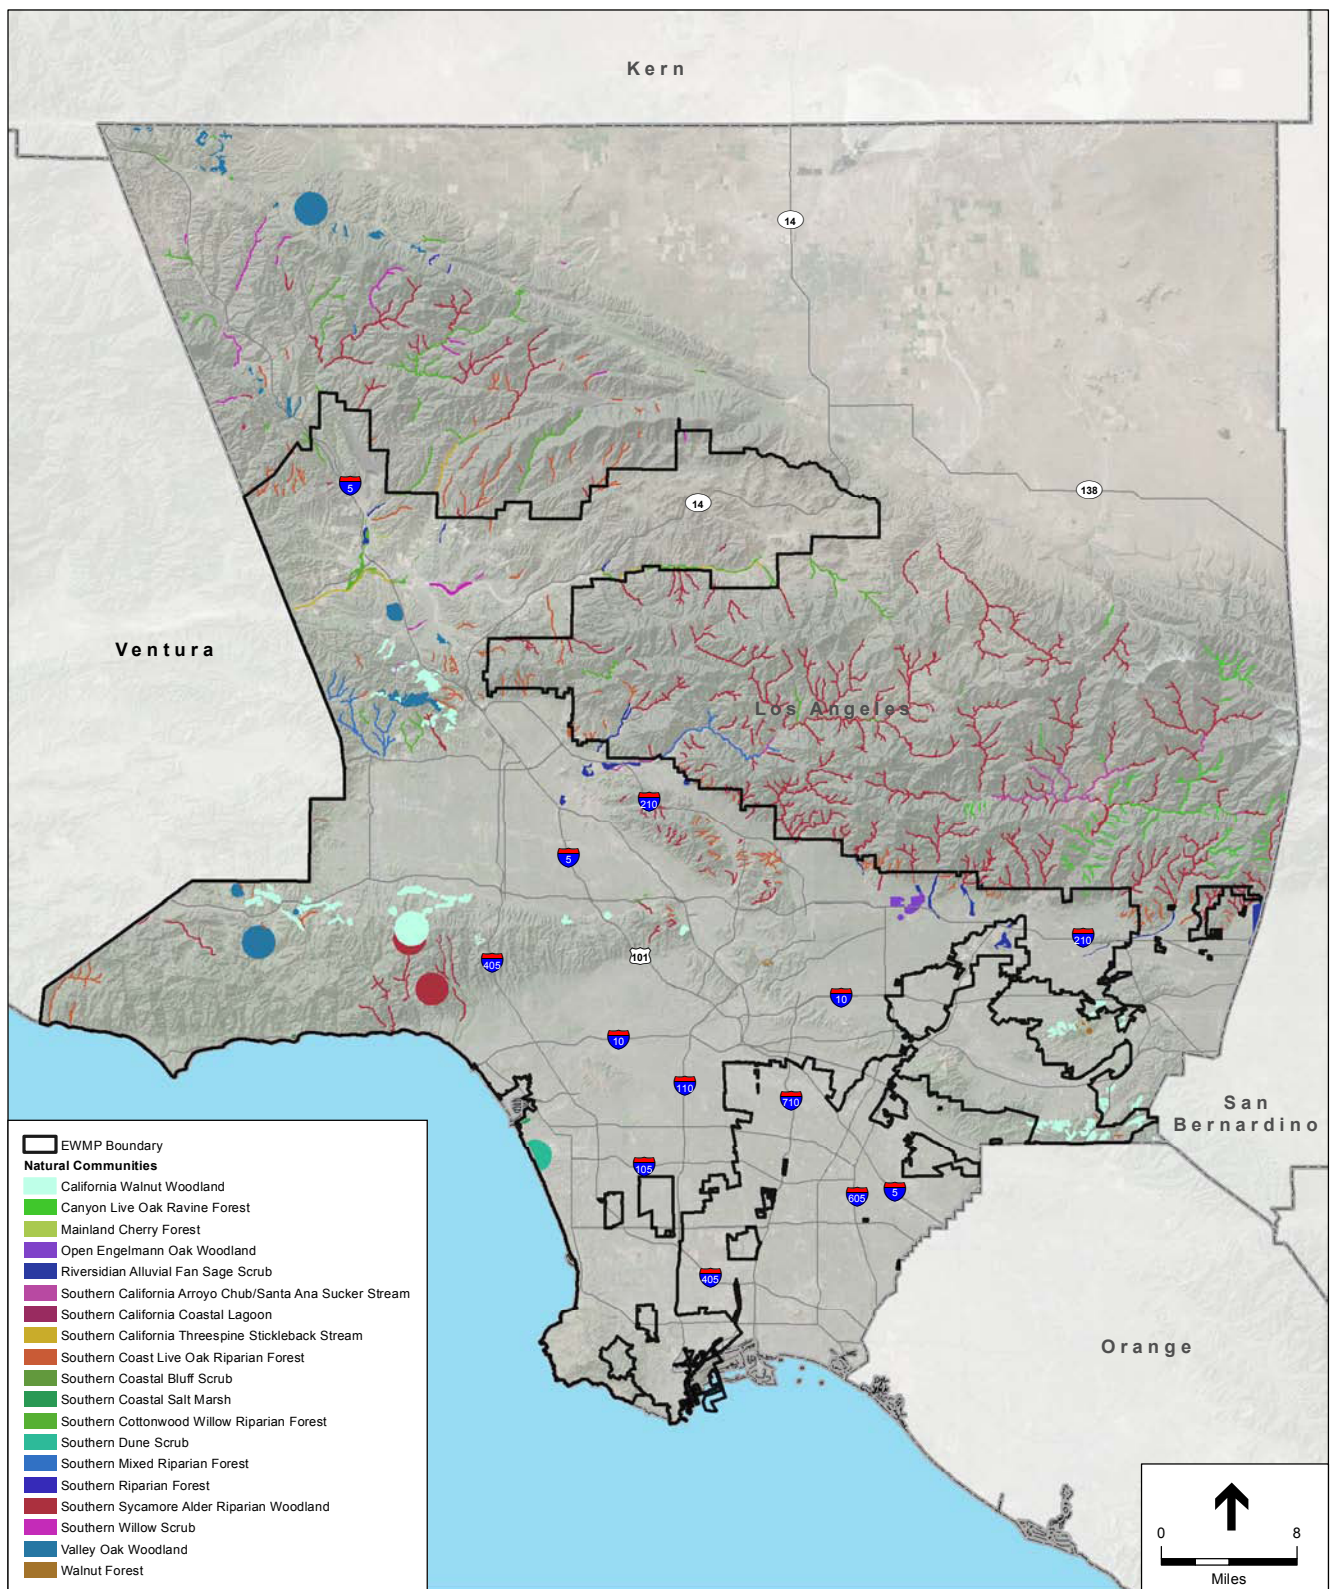 Kern
14
5
14
138
Ventura
Los Angeles
210
5
210
405
101
10
10
110
710
San
Bernardino
105
605
5
405
Orange
EWMP Boundary
Natural Communities
California Walnut Woodland
Canyon Live Oak Ravine Forest
Mainland Cherry Forest
Open Engelmann Oak Woodland
Riversidian Alluvial Fan Sage Scrub
Southern California Arroyo Chub/Santa Ana Sucker Stream
Southern California Coastal Lagoon
Southern California Threespine Stickleback Stream
Southern Coast Live Oak Riparian Forest
Southern Coastal Bluff Scrub
Southern Coastal Salt Marsh
Southern Cottonwood Willow Riparian Forest
Southern Dune Scrub
Southern Mixed Riparian Forest
Southern Riparian Forest
Southern Sycamore Alder Riparian Woodland
Southern Willow Scrub
Valley Oak Woodland
Walnut Forest
0 8
Miles